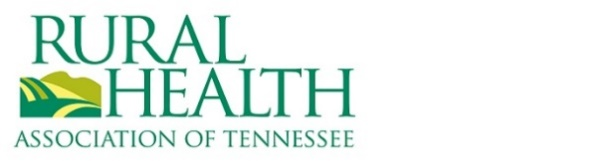 RURAL
HEALTH
ASSOCIATION OF TENNESSEE